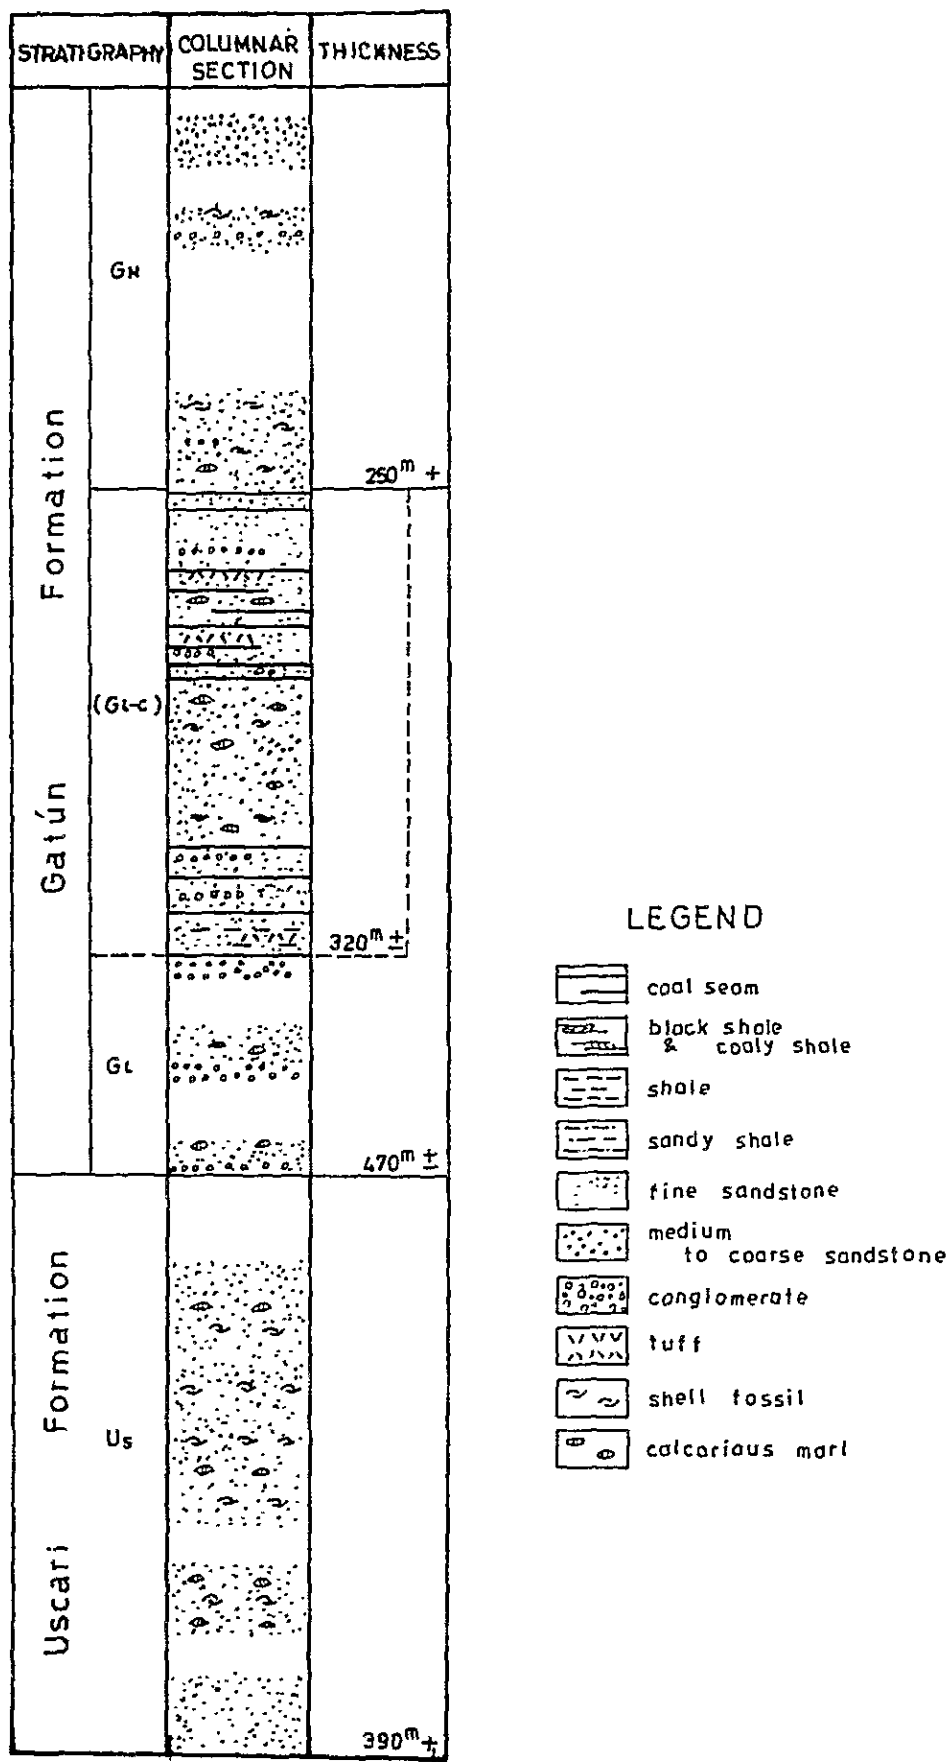 STRATIGRAPHY
COLUMNAR
SECTION
THICKNESS
Gatún Formation
GH
250m +
(GL-C)
320m ±
GL
470m ±
Uscari Formation
Us
390m +
LEGEND
coal seam
black shale
& coaly shale
shale
sandy shale
fine sandstone
medium
to coarse sandstone
conglomerate
tuff
shell fossil
calcarious marl